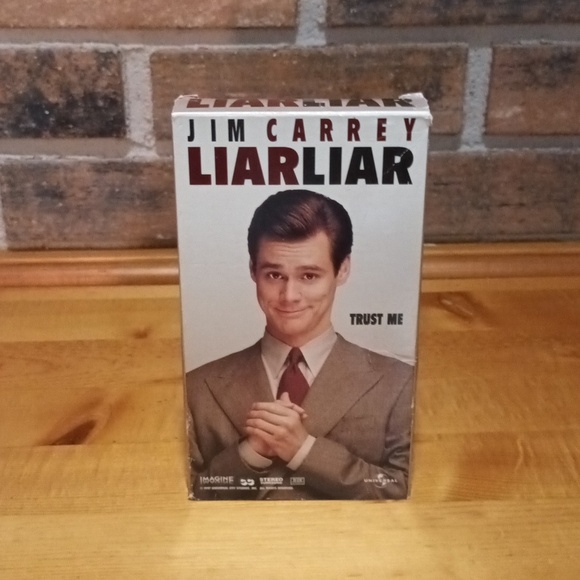 LIARLIAR
JIM CARREY
LIARLIAR
TRUST ME
IMAGINE
STEREO
UNIVERSAL